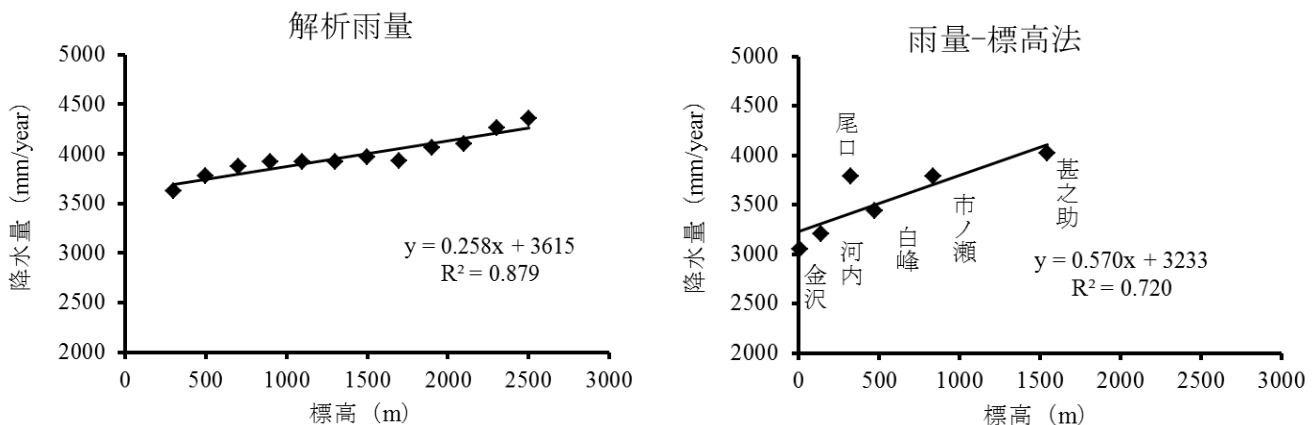 解析雨量
5000
4500
4000
3500
3000
2500
2000
降水量 (mm/year)
y = 0.258x + 3615
R² = 0.879
0 500 1000 1500 2000 2500 3000
標高 (m)
雨量−標高法
5000
4500
4000
3500
3000
2500
2000
降水量 (mm/year)
尾口
金沢
河内
白峰
市ノ瀬
甚之助
y = 0.570x + 3233
R² = 0.720
0 500 1000 1500 2000 2500 3000
標高 (m)